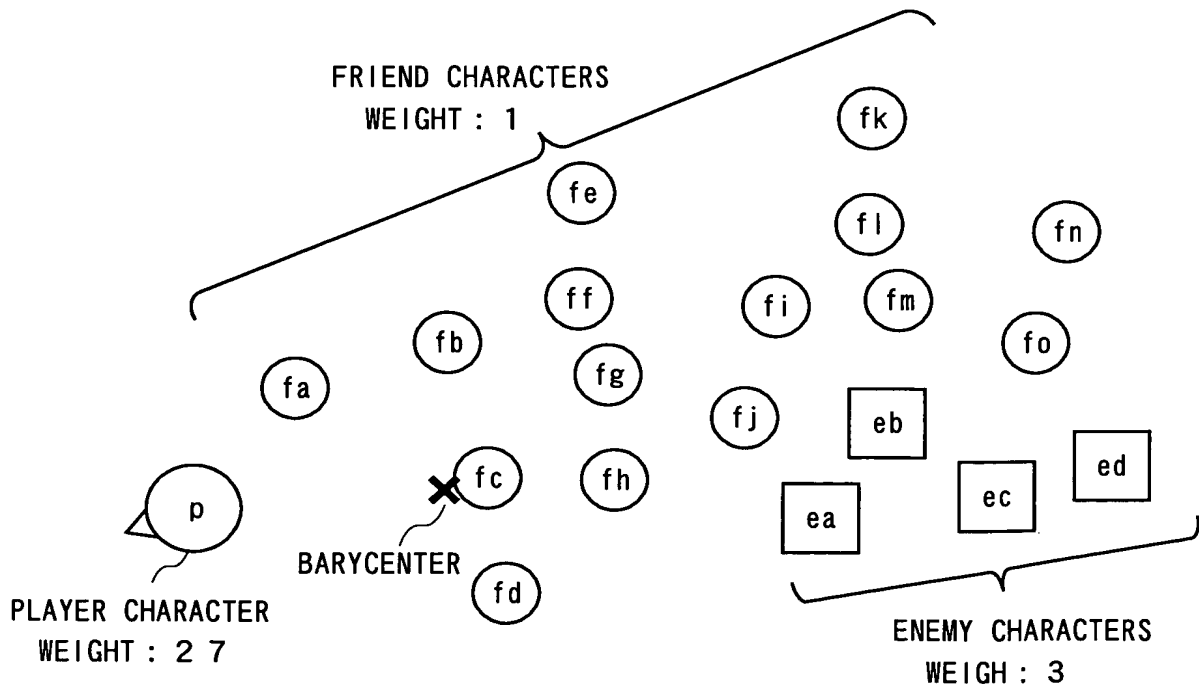 FRIEND CHARACTERS
WEIGHT : 1
fk
fe
fl
fn
ff
fi
fm
fb
fo
fg
fa
fj
eb
fc
fh
ed
ec
p
ea
BARYCENTER
fd
PLAYER CHARACTER
WEIGHT : 2 7
ENEMY CHARACTERS
WEIGH : 3